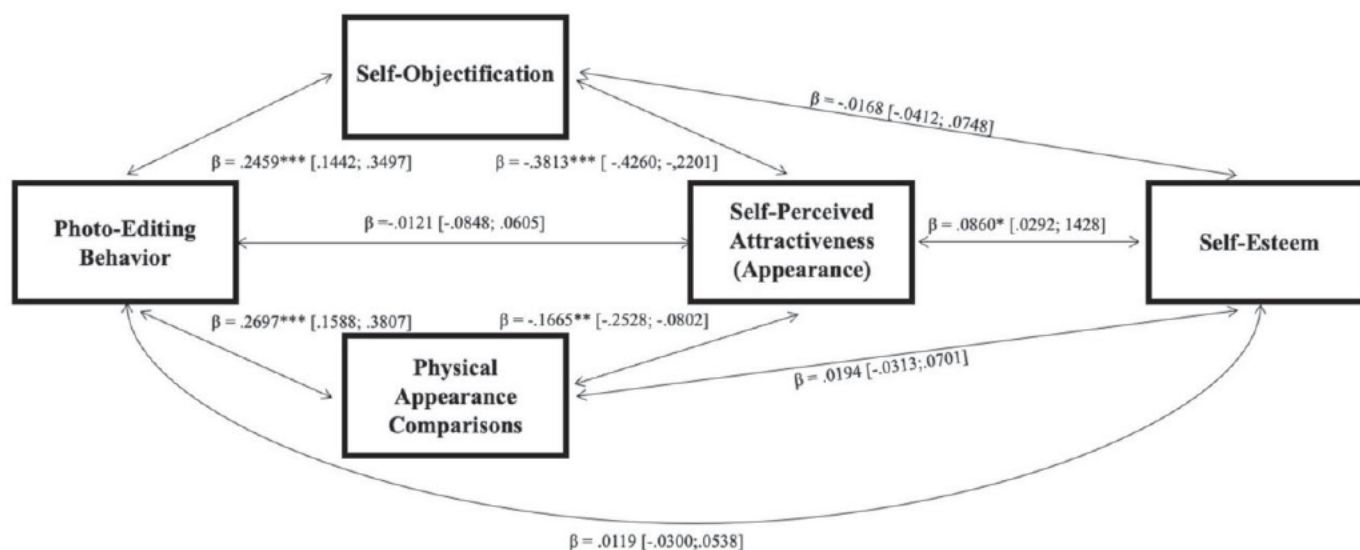 Self-Objectification
β = -.0168 [-.0412; .0748]
β = .2459*** [.1442; .3497]
β = -.3813*** [ -.4260; -,2201]
Photo-Editing
Behavior
β =-.0121 [-.0848; .0605]
Self-Perceived
Attractiveness
(Appearance)
β = .0860* [.0292; 1428]
Self-Esteem
β = .2697*** [.1588; .3807]
β = -.1665** [-.2528; -.0802]
Physical
Appearance
Comparisons
β = .0194 [-.0313;.0701]
β = .0119 [-.0300;.0538]